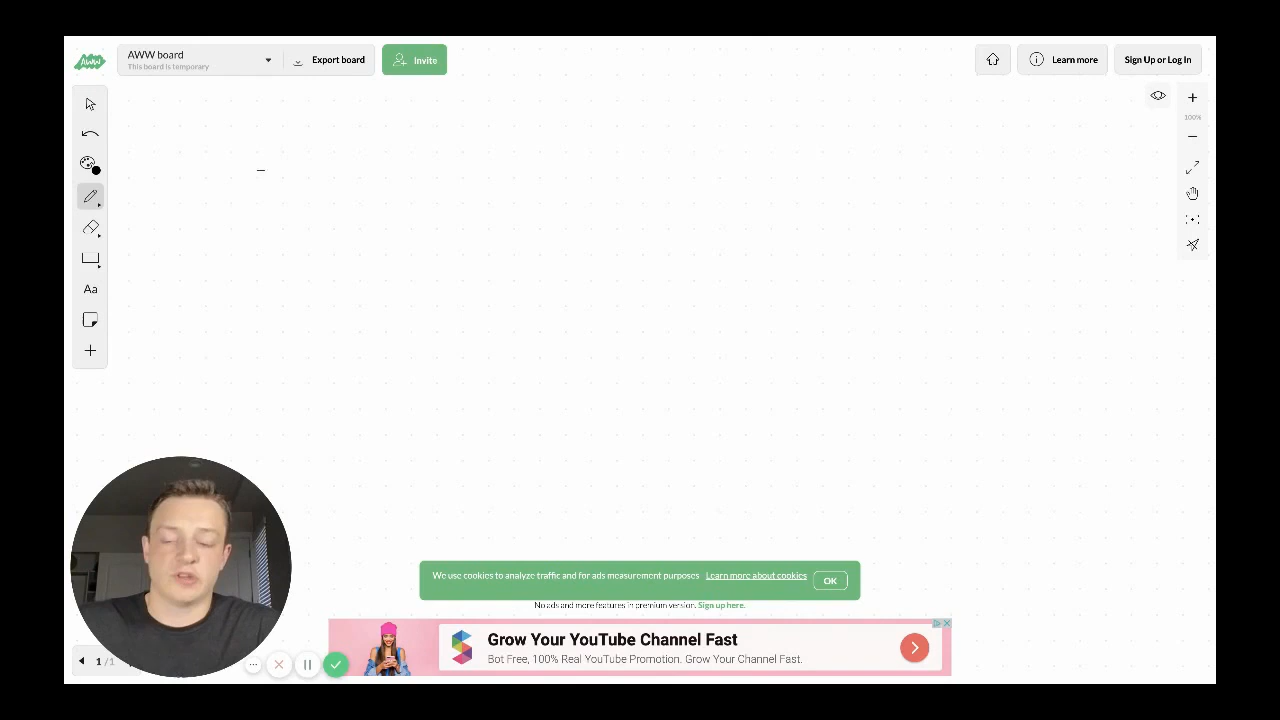 AWW
AWW board
This board is temporary
Export board
Invite
Learn more
Sign Up or Log In
100%
Aa
We use cookies to analyze traffic and for ads measurement purposes Learn more about cookies OK
No ads and more features in premium version. Sign up here.
Grow Your YouTube Channel Fast
Bot Free, 100% Real YouTube Promotion. Grow Your Channel Fast.
1 / 1